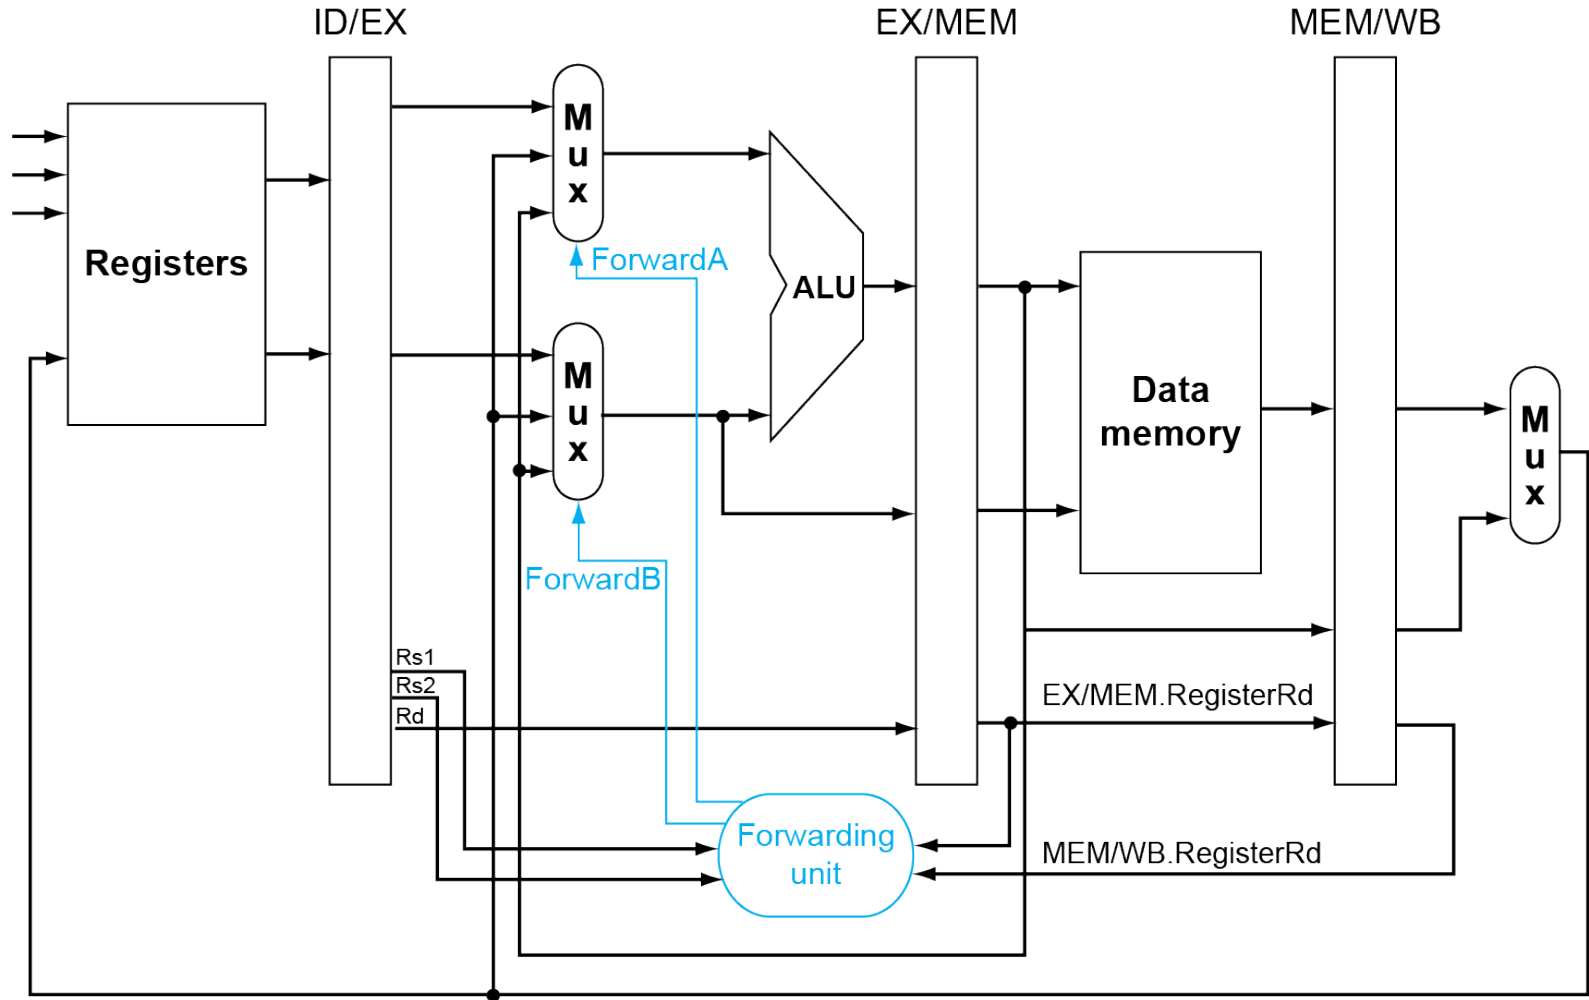 ID/EX
EX/MEM
MEM/WB
M
u
x
Registers
ForwardA
ALU
M
u
x
Data
memory
M
u
x
ForwardB
Rs1
Rs2
Rd
EX/MEM.RegisterRd
Forwarding
unit
MEM/WB.RegisterRd